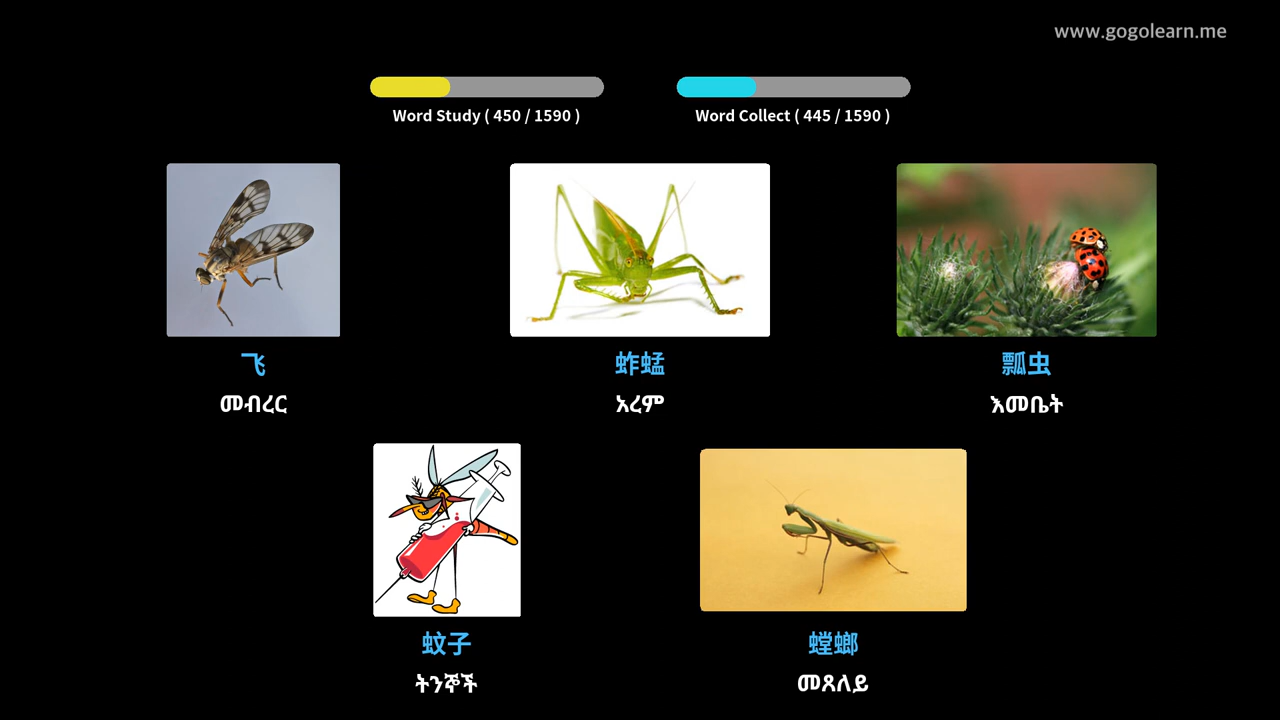 www.gogolearn.me
Word Study ( 450 / 1590 )
Word Collect ( 445 / 1590 )
飞
蚱蜢
瓢虫
መብረር
አረም
እመቤት
蚊子
螳螂
ትንኞች
መጸለይ